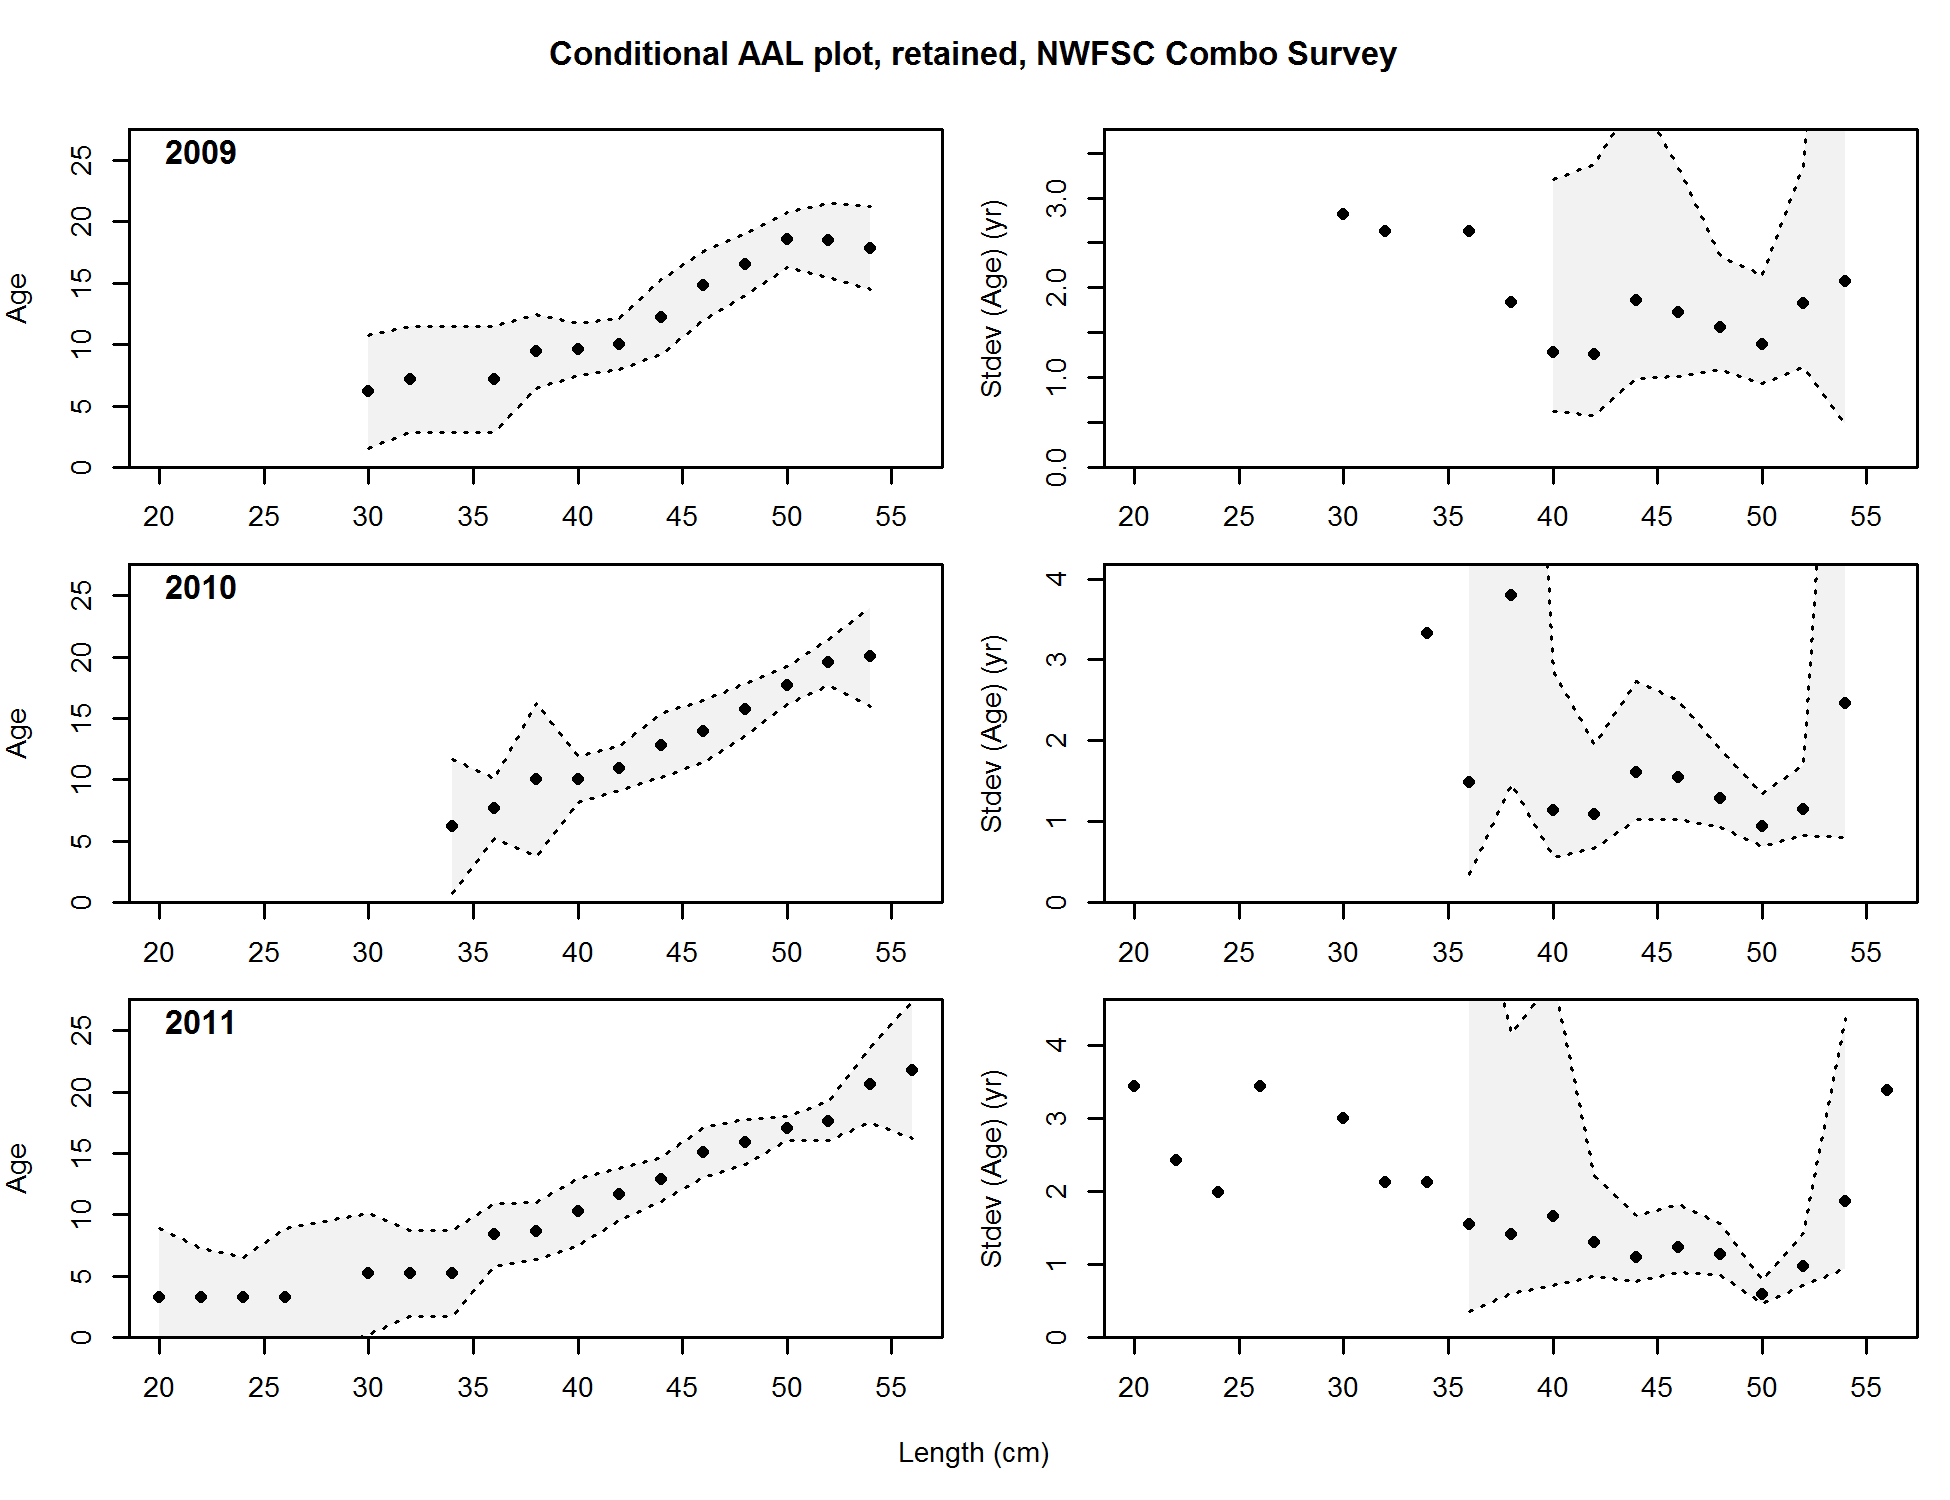 Conditional AAL plot, retained, NWFSC Combo Survey
2009
Age
0 5 10 15 20 25
20 25 30 35 40 45 50 55
Stdev (Age) (yr)
0.0 1.0 2.0 3.0
20 25 30 35 40 45 50 55
2010
Age
0 5 10 15 20 25
20 25 30 35 40 45 50 55
Stdev (Age) (yr)
0 1 2 3 4
20 25 30 35 40 45 50 55
2011
Age
0 5 10 15 20 25
20 25 30 35 40 45 50 55
Stdev (Age) (yr)
0 1 2 3 4
20 25 30 35 40 45 50 55
Length (cm)